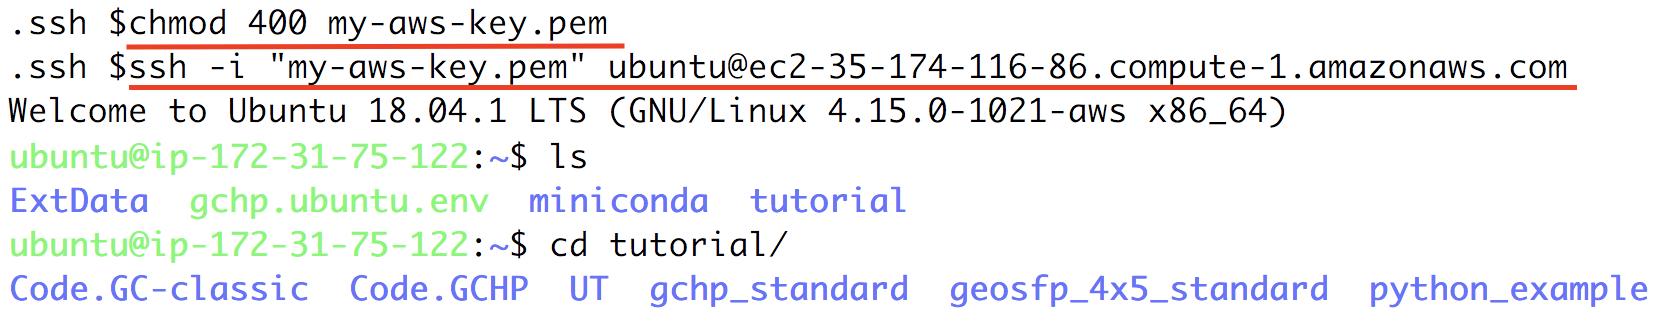 .ssh $chmod 400 my-aws-key.pem
.ssh $ssh -i "my-aws-key.pem" ubuntu@ec2-35-174-116-86.compute-1.amazonaws.com
Welcome to Ubuntu 18.04.1 LTS (GNU/Linux 4.15.0-1021-aws x86_64)
ubuntu@ip-172-31-75-122:~$ ls
ExtData  gchp.ubuntu.env  miniconda  tutorial
ubuntu@ip-172-31-75-122:~$ cd tutorial/
Code.GC-classic  Code.GCHP  UT  gchp_standard  geosfp_4x5_standard  python_example